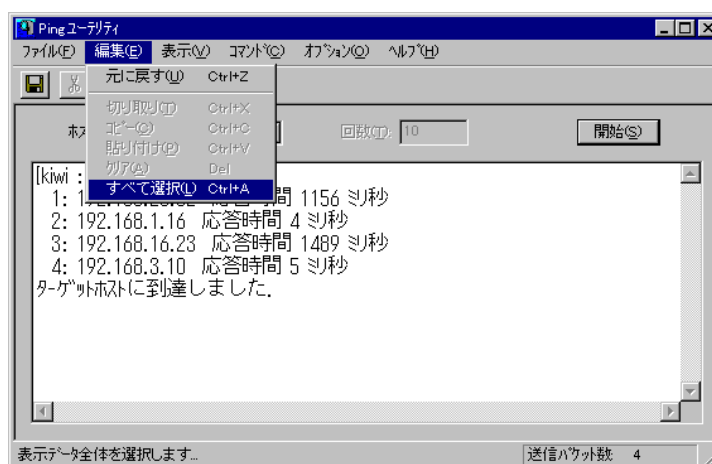 Pingユーティリティ
ファイル(F) 編集(E) 表示(V) コマンド(C) オプション(O) ヘルプ(H)
元に戻す(U) Ctrl+Z
切り取り(T) Ctrl+X
コピー(C) Ctrl+C
貼り付け(P) Ctrl+V
クリア(A) Del
すべて選択(L) Ctrl+A
回数(T): 10
開始(S)
[kiwi :
1: 応答時間 1156 ミリ秒
2: 192.168.1.16 応答時間 4 ミリ秒
3: 192.168.16.23 応答時間 1489 ミリ秒
4: 192.168.3.10 応答時間 5 ミリ秒
ターゲットホストに到達しました.
表示データ全体を選択します...
送信パケット数: 4